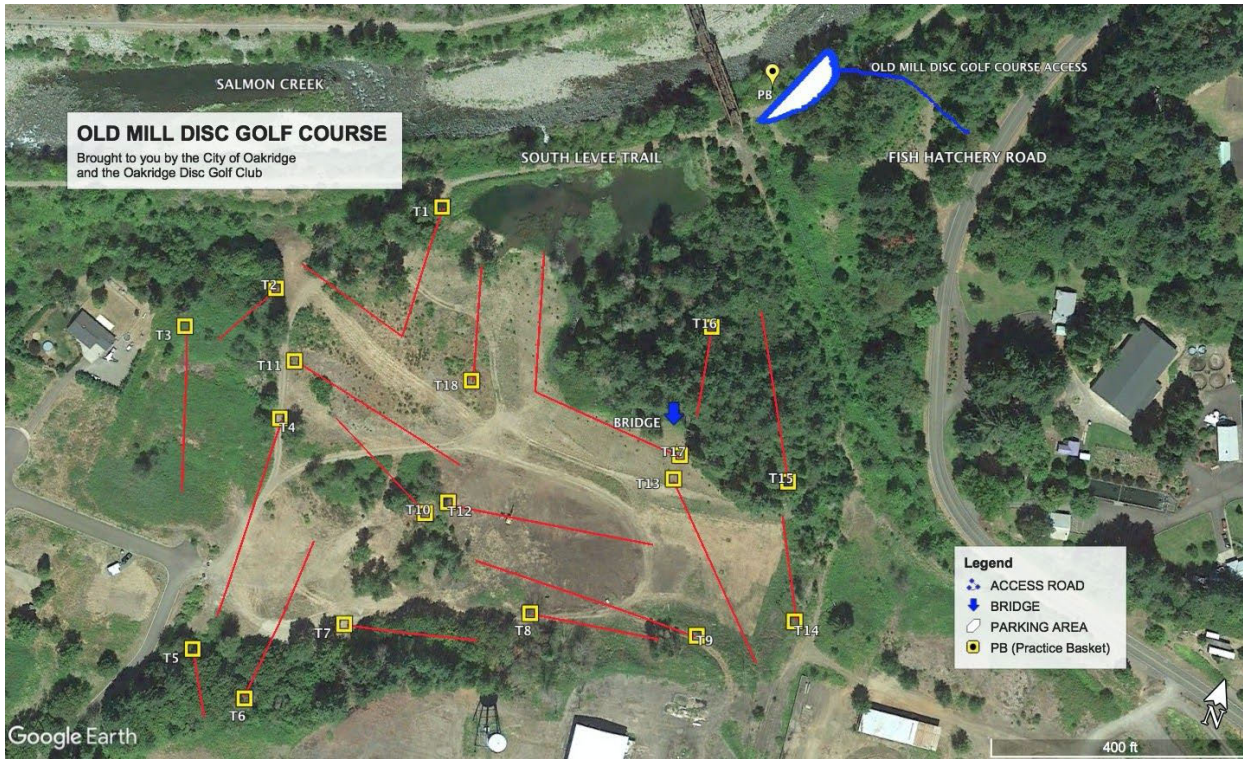 SALMON CREEK
OLD MILL DISC GOLF COURSE
Brought to you by the City of Oakridge
and the Oakridge Disc Golf Club
PB
OLD MILL DISC GOLF COURSE ACCESS
SOUTH LEVEE TRAIL
FISH HATCHERY ROAD
T1
T2
T3
T16
T11
T18
T4
BRIDGE
T17
T13
T15
T10
T12
T8
T7
T9
T14
T5
T6
Legend
ACCESS ROAD
BRIDGE
PARKING AREA
PB (Practice Basket)
N
Google Earth
400 ft